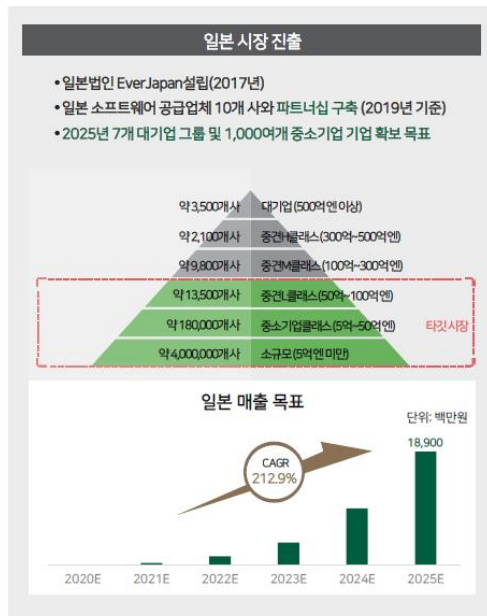 일본 시장 진출
•일본법인 EverJapan설립(2017년)
•일본 소프트웨어 공급업체 10개 사와 파트너십 구축 (2019년 기준)
•2025년 7개 대기업 그룹 및 1,000여개 중소기업 기업 확보 목표
약3,500개사 대기업(500억엔이상)
약2,100개사 중견H클래스(300억~500억엔)
약9,800개사 중견M클래스(100억~300억엔)
약13,500개사 중견L클래스(50억~100억엔)
약180,000개사 중소기업클래스(5억~50억엔) 타깃시장
약4,000,000개사 소규모(5억엔미만)
일본 매출 목표
단위: 백만원
18,900
CAGR
212.9%
2020E 2021E 2022E 2023E 2024E 2025E